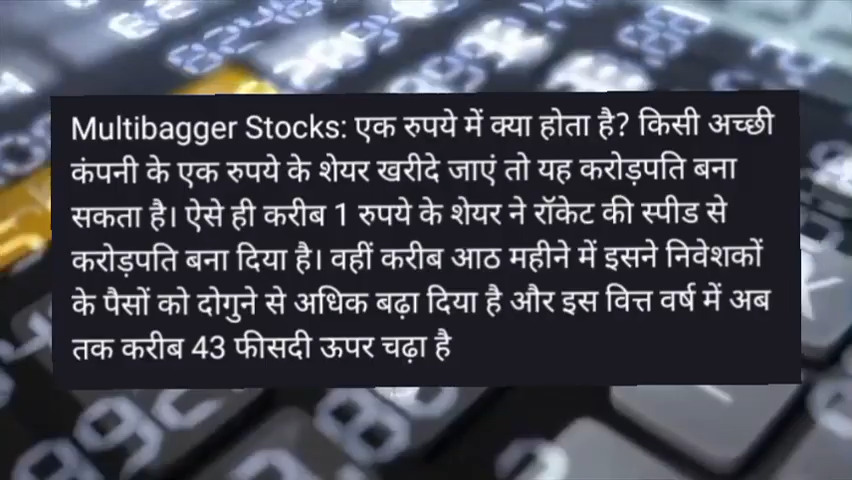 Multibagger Stocks: एक रुपये में क्या होता है? किसी अच्छी
कंपनी के एक रुपये के शेयर खरीदे जाएं तो यह करोड़पति बना
सकता है। ऐसे ही करीब 1 रुपये के शेयर ने रॉकेट की स्पीड से
करोड़पति बना दिया है। वहीं करीब आठ महीने में इसने निवेशकों
के पैसों को दोगुने से अधिक बढ़ा दिया है और इस वित्त वर्ष में अब
तक करीब 43 फीसदी ऊपर चढ़ा है